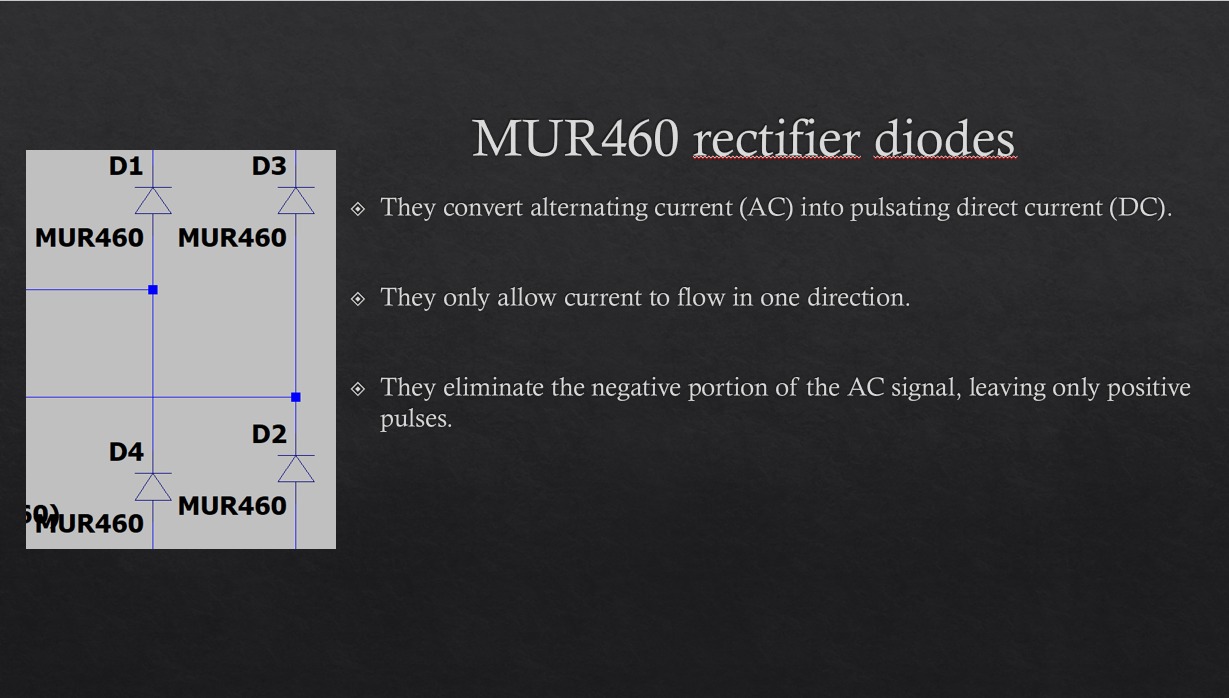 MUR460 rectifier diodes
D1
D3
MUR460
MUR460
D4
D2
60)
MUR460
MUR460
They convert alternating current (AC) into pulsating direct current (DC).
They only allow current to flow in one direction.
They eliminate the negative portion of the AC signal, leaving only positive
pulses.